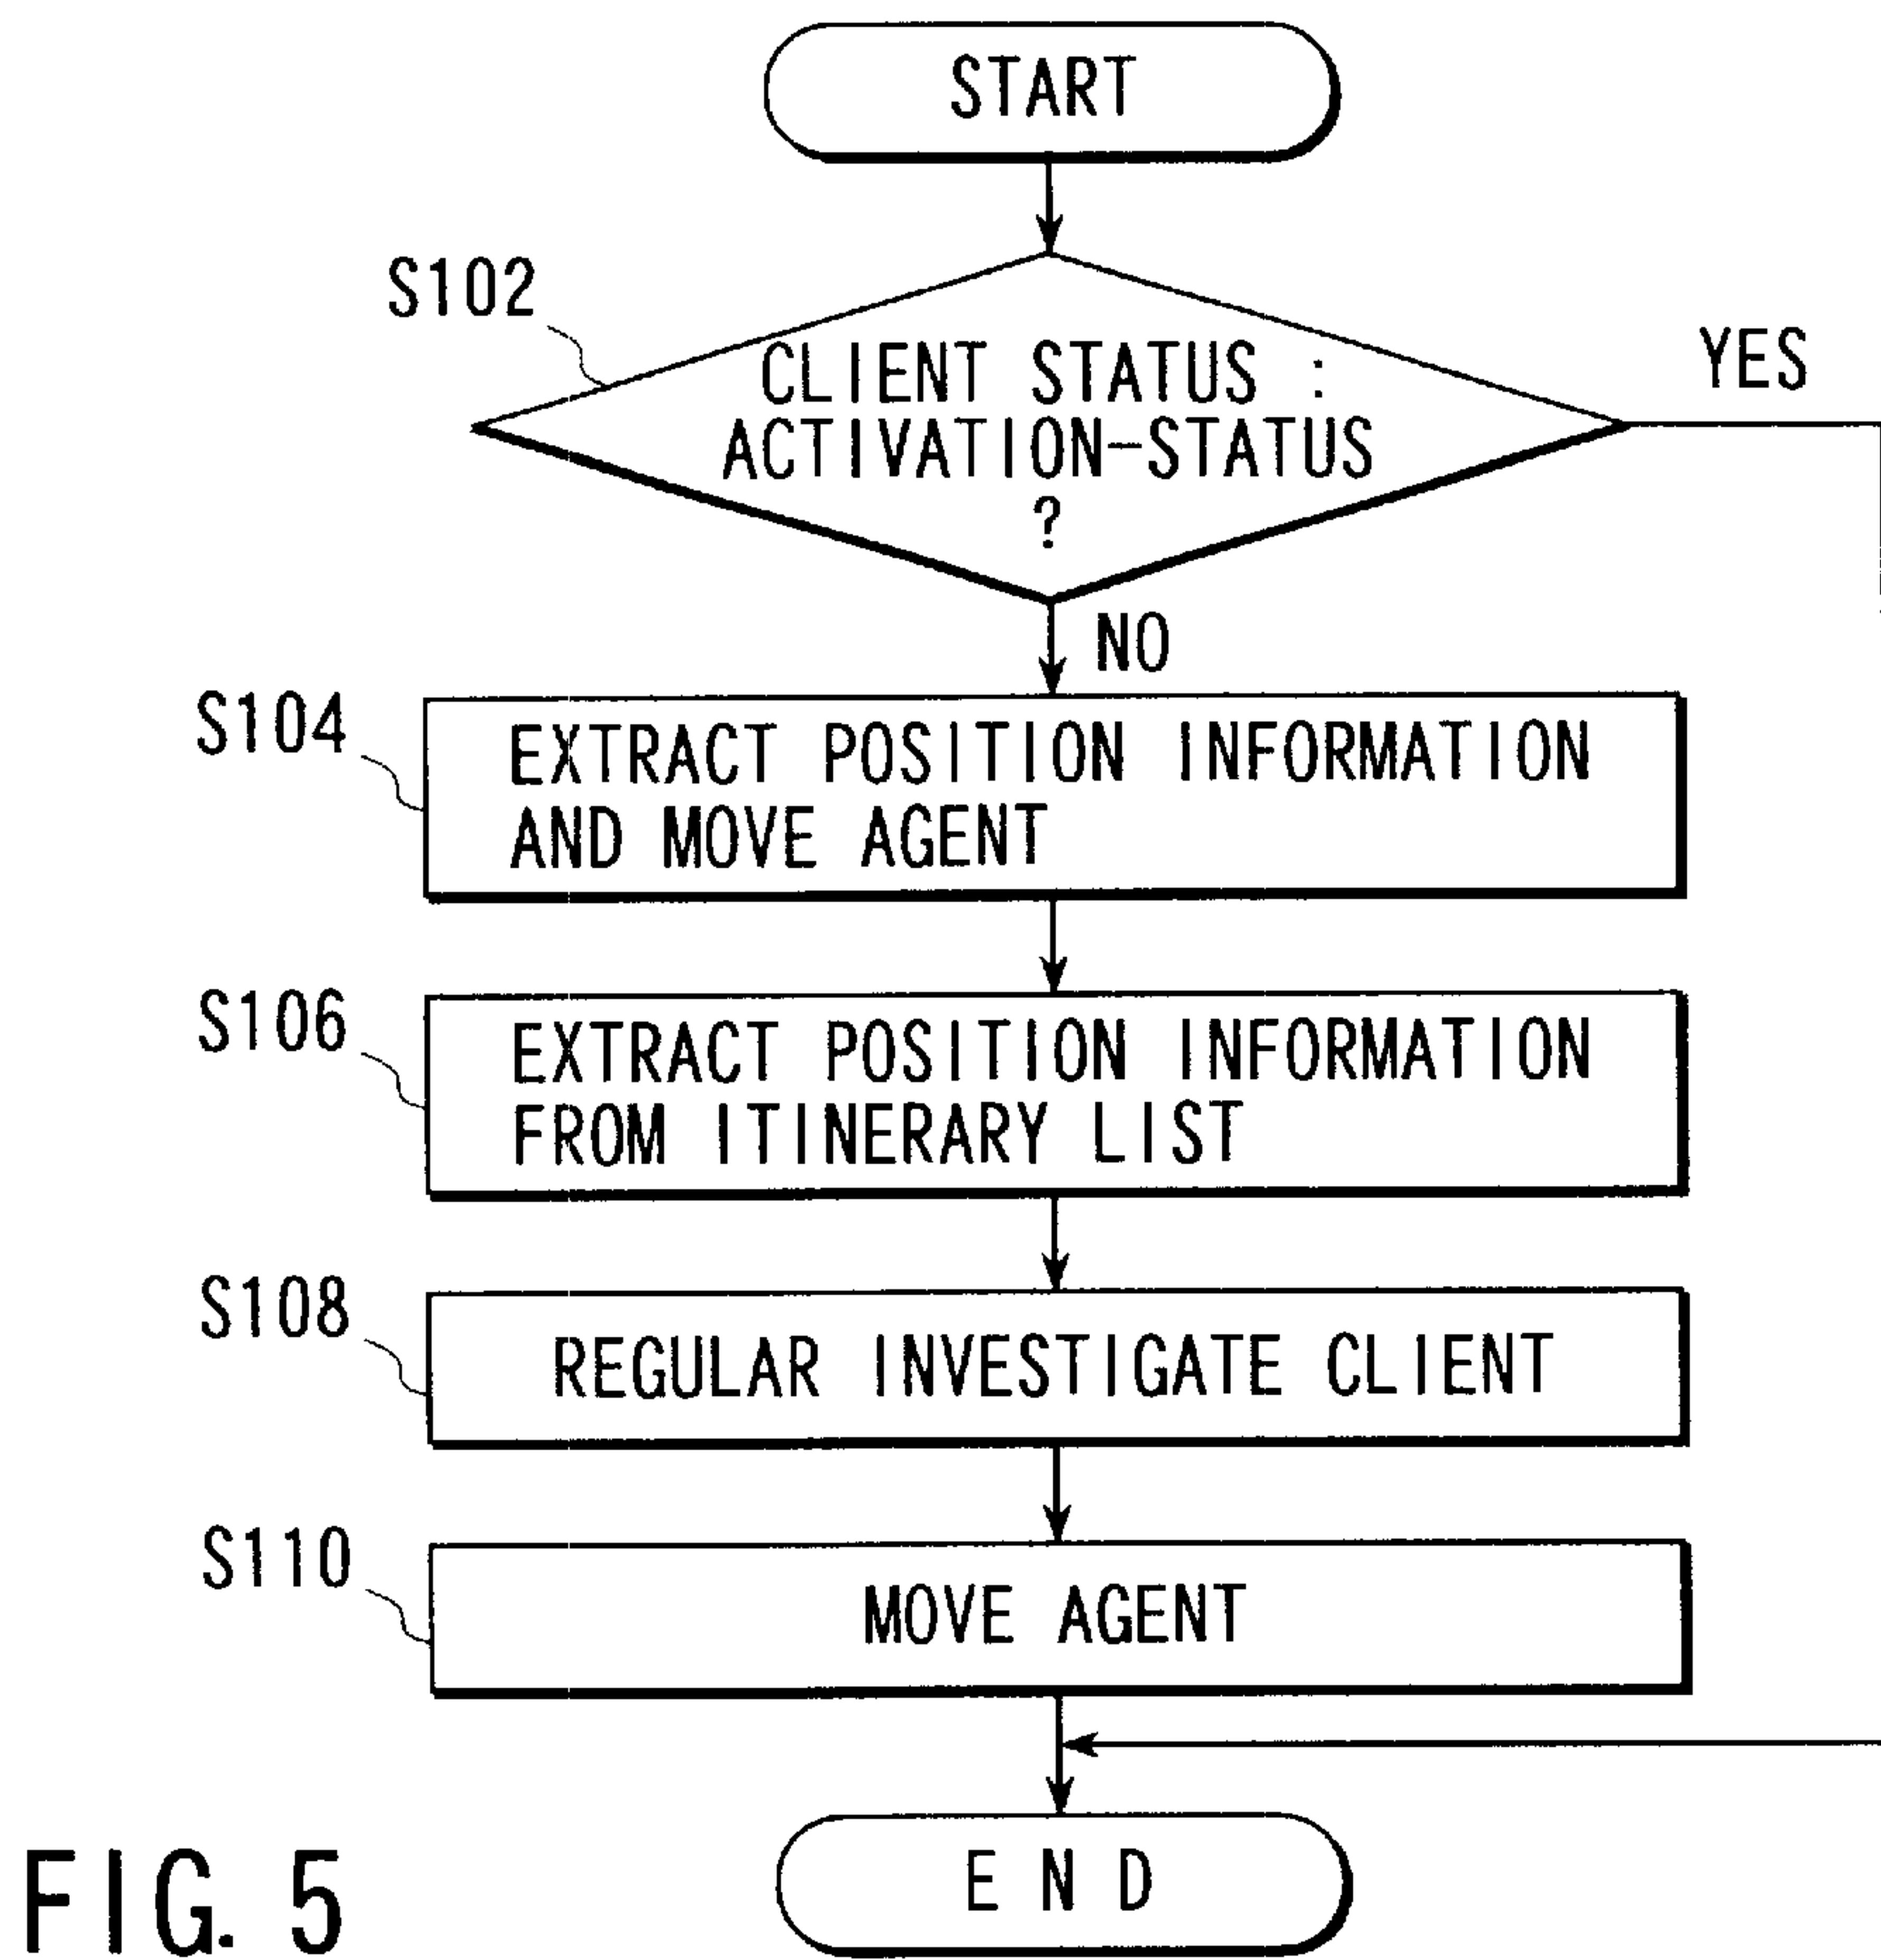 START
S102
CLIENT STATUS :
YES
ACTIVATION-STATUS
?
NO
S104
EXTRACT POSITION INFORMATION
AND MOVE AGENT
S106
EXTRACT POSITION INFORMATION
FROM ITINERARY LIST
S108
REGULAR INVESTIGATE CLIENT
S110
MOVE AGENT
END
FIG. 5